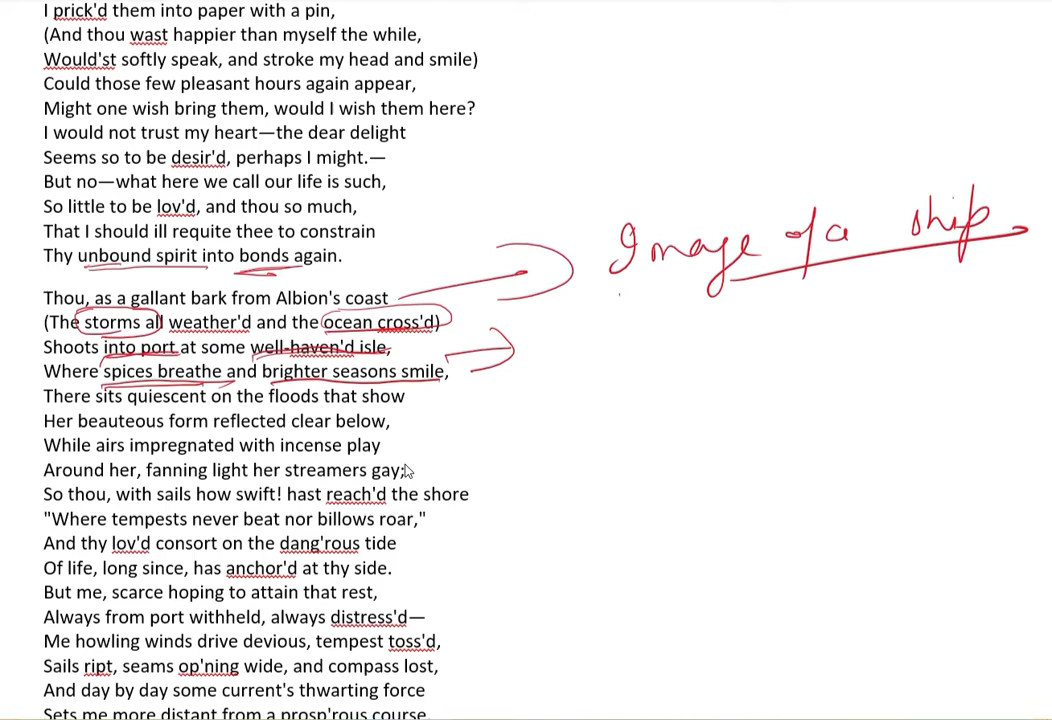 I prick'd them into paper with a pin,
(And thou wast happier than myself the while,
Would'st softly speak, and stroke my head and smile)
Could those few pleasant hours again appear,
Might one wish bring them, would I wish them here?
I would not trust my heart—the dear delight
Seems so to be desir'd, perhaps I might.—
But no—what here we call our life is such,
So little to be lov'd, and thou so much,
That I should ill requite thee to constrain
Thy unbound spirit into bonds again.
Thou, as a gallant bark from Albion's coast
(The storms all weather'd and the ocean cross'd)
Shoots into port at some well-haven'd isle,
Where spices breathe and brighter seasons smile,
There sits quiescent on the floods that show
Her beauteous form reflected clear below,
While airs impregnated with incense play
Around her, fanning light her streamers gay;
So thou, with sails how swift! hast reach'd the shore
"Where tempests never beat nor billows roar,"
And thy lov'd consort on the dang'rous tide
Of life, long since, has anchor'd at thy side.
But me, scarce hoping to attain that rest,
Always from port withheld, always distress'd—
Me howling winds drive devious, tempest toss'd,
Sails ript, seams op'ning wide, and compass lost,
And day by day some current's thwarting force
Sets me more distant from a prosp'rous course.
Image of a ship